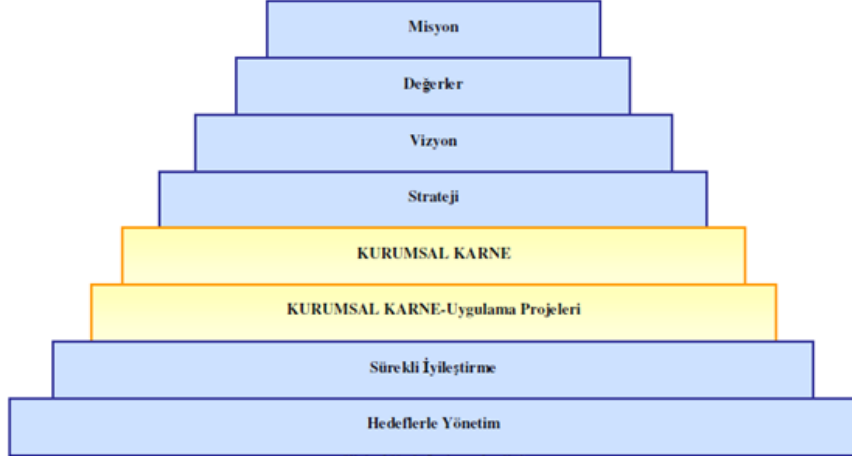 Misyon
Değerler
Vizyon
Strateji
KURUMSAL KARNE
KURUMSAL KARNE-Uygulama Projeleri
Sürekli İyileştirme
Hedeflerle Yönetim